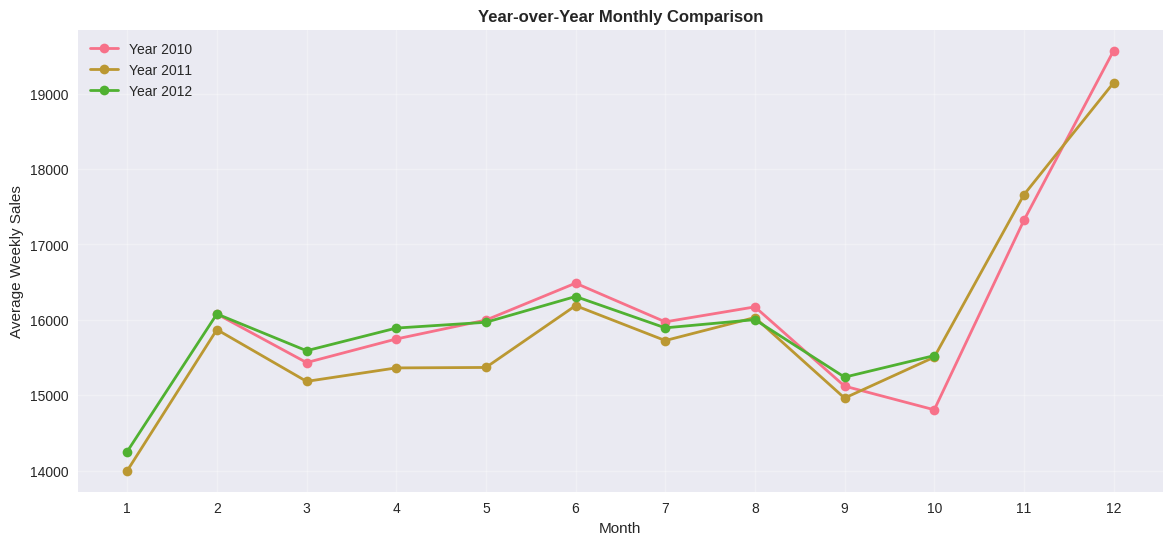 Year-over-Year Monthly Comparison
Year 2010
Year 2011
Year 2012
Average Weekly Sales
19000
18000
17000
16000
15000
14000
1 2 3 4 5 6 7 8 9 10 11 12
Month